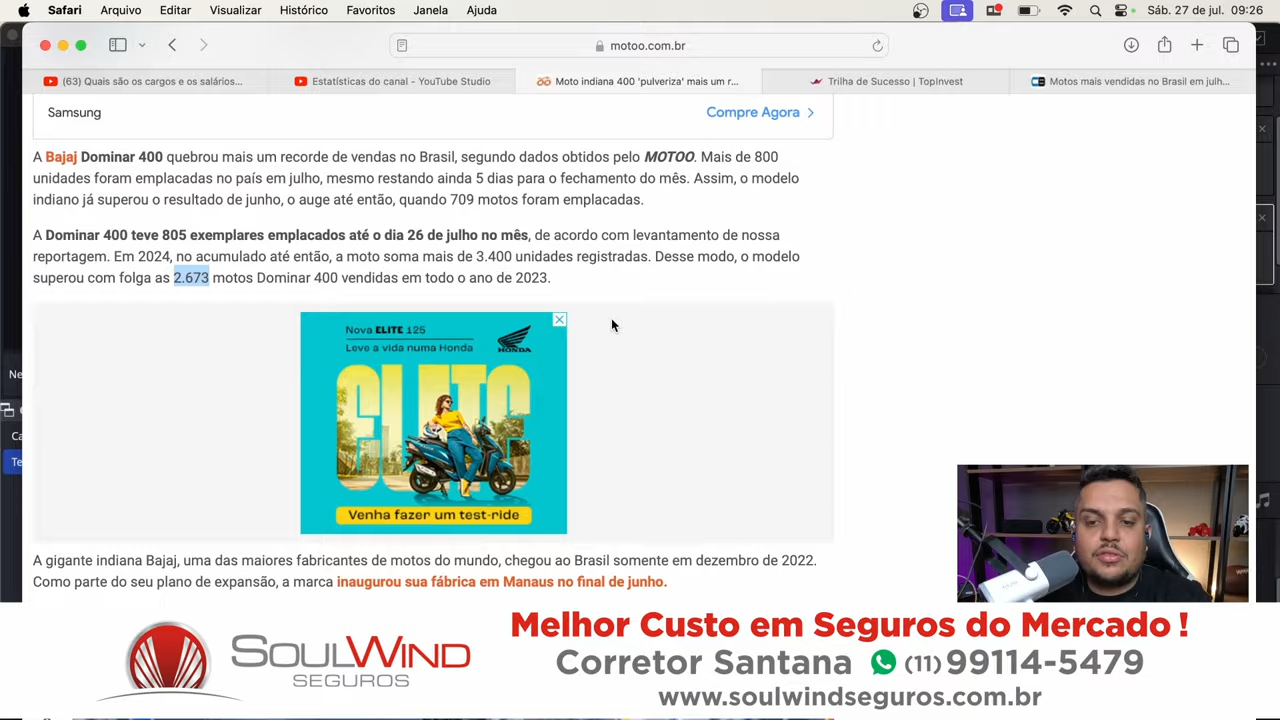 Safari Arquivo Editar Visualizar Histórico Favoritos Janela Ajuda Sáb. 27 de jul. 09:26
motoo.com.br
(63) Quais são os cargos e os salários... Estatísticas do canal - YouTube Studio Moto indiana 400 'pulveriza' mais um r... Trilha de Sucesso | TopInvest Motos mais vendidas no Brasil em julh...
Samsung Compre Agora
A Bajaj Dominar 400 quebrou mais um recorde de vendas no Brasil, segundo dados obtidos pelo MOTOO. Mais de 800
unidades foram emplacadas no país em julho, mesmo restando ainda 5 dias para o fechamento do mês. Assim, o modelo
indiano já superou o resultado de junho, o auge até então, quando 709 motos foram emplacadas.
A Dominar 400 teve 805 exemplares emplacados até o dia 26 de julho no mês, de acordo com levantamento de nossa
reportagem. Em 2024, no acumulado até então, a moto soma mais de 3.400 unidades registradas. Desse modo, o modelo
superou com folga as 2.673 motos Dominar 400 vendidas em todo o ano de 2023.
Nova ELITE 125
Leve a vida numa Honda
HONDA
ELITE
Venha fazer um test-ride
Ne
Ca
Te
A gigante indiana Bajaj, uma das maiores fabricantes de motos do mundo, chegou ao Brasil somente em dezembro de 2022.
Como parte do seu plano de expansão, a marca inaugurou sua fábrica em Manaus no final de junho.
SOULWIND
SEGUROS
Melhor Custo em Seguros do Mercado !
Corretor Santana (11) 99114-5479
www.soulwindseguros.com.br